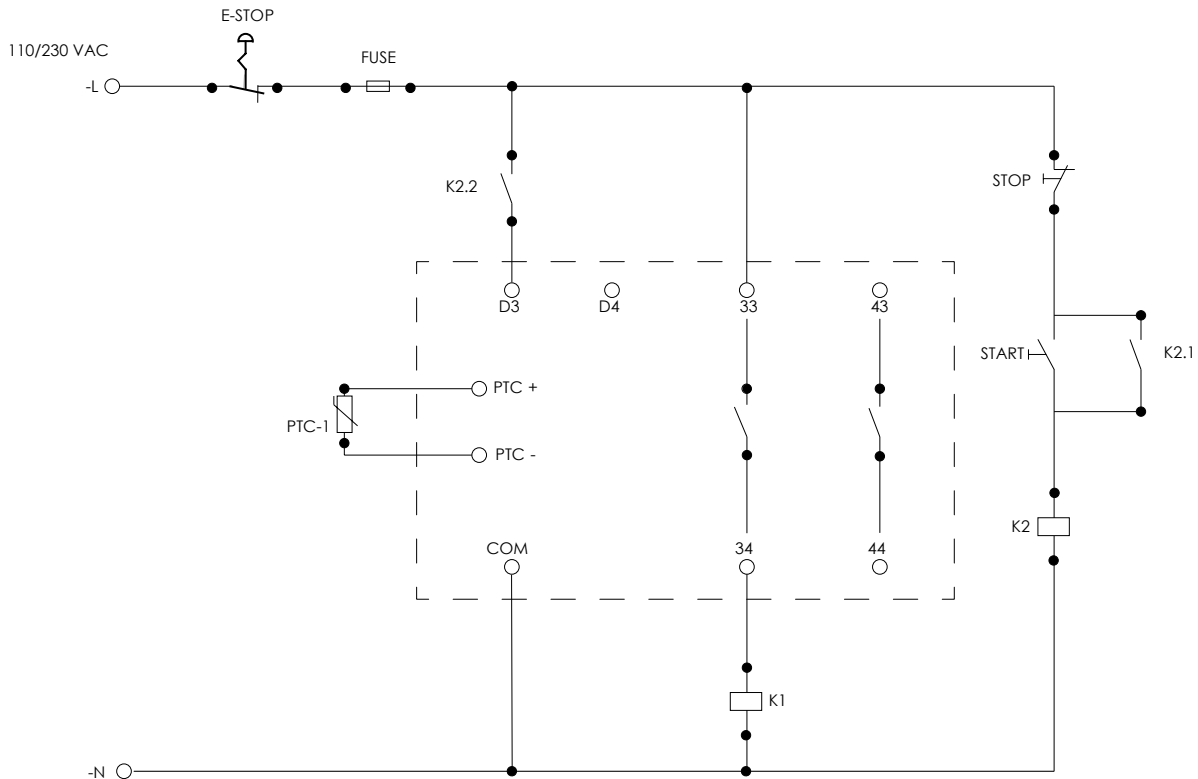 E-STOP
110/230 VAC
FUSE
-L
K2.2
STOP
D3
D4
33
43
START
K2.1
PTC +
PTC-1
PTC -
K2
COM
34
44
K1
-N